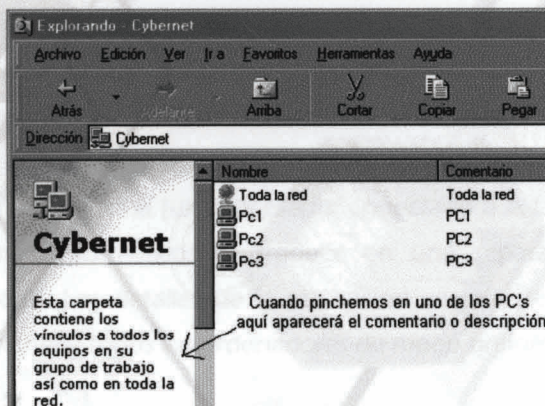 Explorando - Cybernet
Archivo Edición Ver Ir a Favoritos Herramientas Ayuda
Atrás Adelante Arriba Cortar Copiar Pegar
Dirección Cybernet
Nombre Comentario
Toda la red Toda la red
Pc1 PC1
Pc2 PC2
Pc3 PC3
Cybernet
Esta carpeta
contiene los
vínculos a todos los
equipos en su
grupo de trabajo
así como en toda la
red.
Cuando pinchemos en uno de los PC's
aquí aparecerá el comentario o descripción